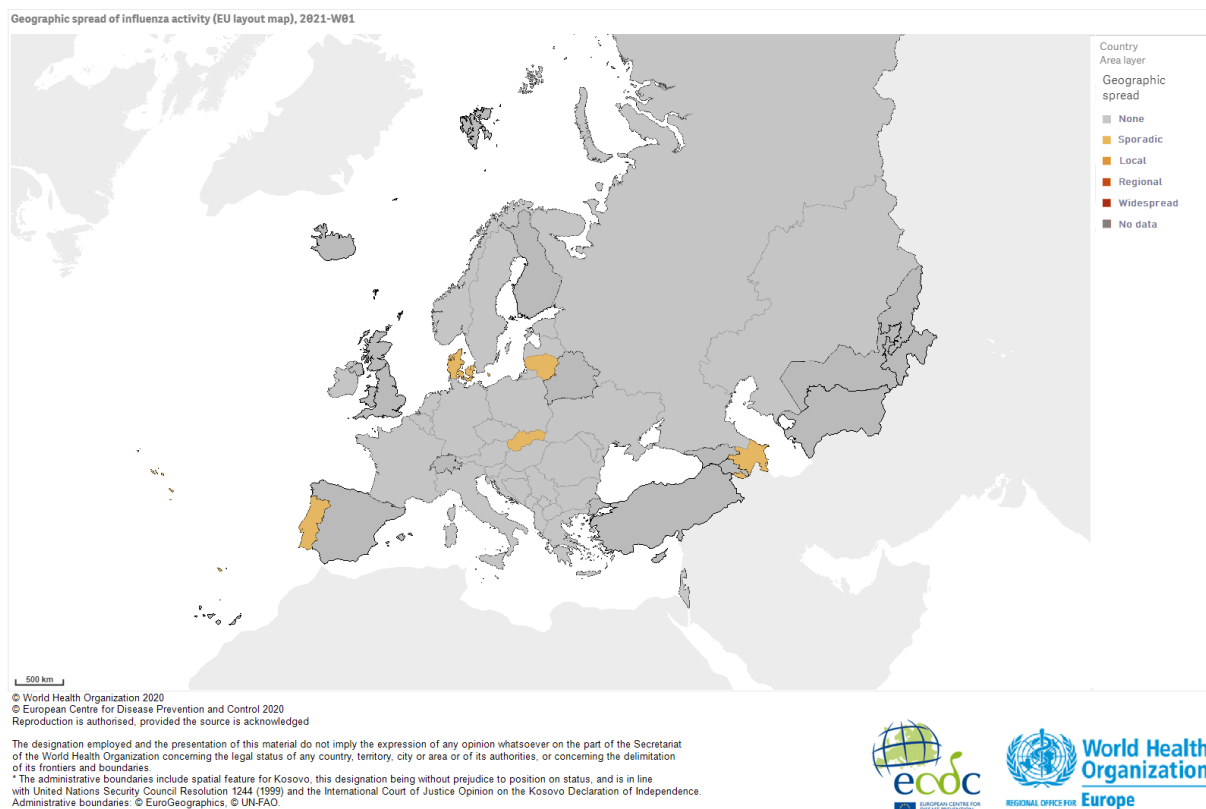 Geographic spread of influenza activity (EU layout map), 2021-W01
Country
Area layer
Geographic
spread
None
Sporadic
Local
Regional
Widespread
No data
500 km
© World Health Organization 2020
© European Centre for Disease Prevention and Control 2020
Reproduction is authorised, provided the source is acknowledged
The designation employed and the presentation of this material do not imply the expression of any opinion whatsoever on the part of the Secretariat
of the World Health Organization concerning the legal status of any country, territory, city or area or of its authorities, or concerning the delimitation
of its frontiers and boundaries.
* The administrative boundaries include spatial feature for Kosovo, this designation being without prejudice to position on status, and is in line
with United Nations Security Council Resolution 1244 (1999) and the International Court of Justice Opinion on the Kosovo Declaration of Independence.
Administrative boundaries: © EuroGeographics, © UN-FAO.
ecdc
EUROPEAN CENTRE FOR
World Health
Organization
REGIONAL OFFICE FOR Europe